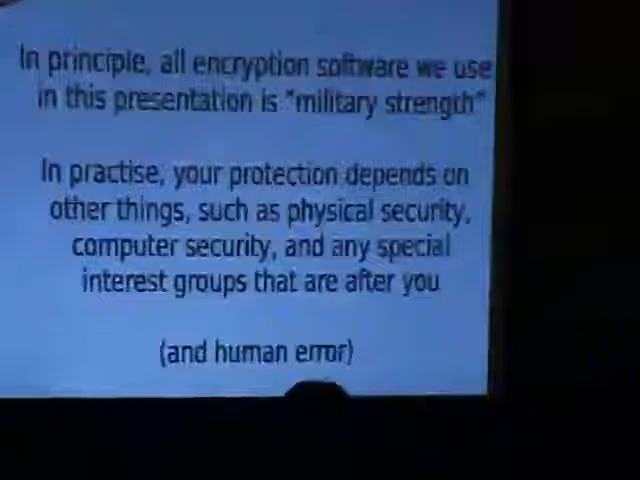 In principle, all encryption software we use
in this presentation is "military strength"
In practise, your protection depends on
other things, such as physical security,
computer security, and any special
interest groups that are after you
(and human error)